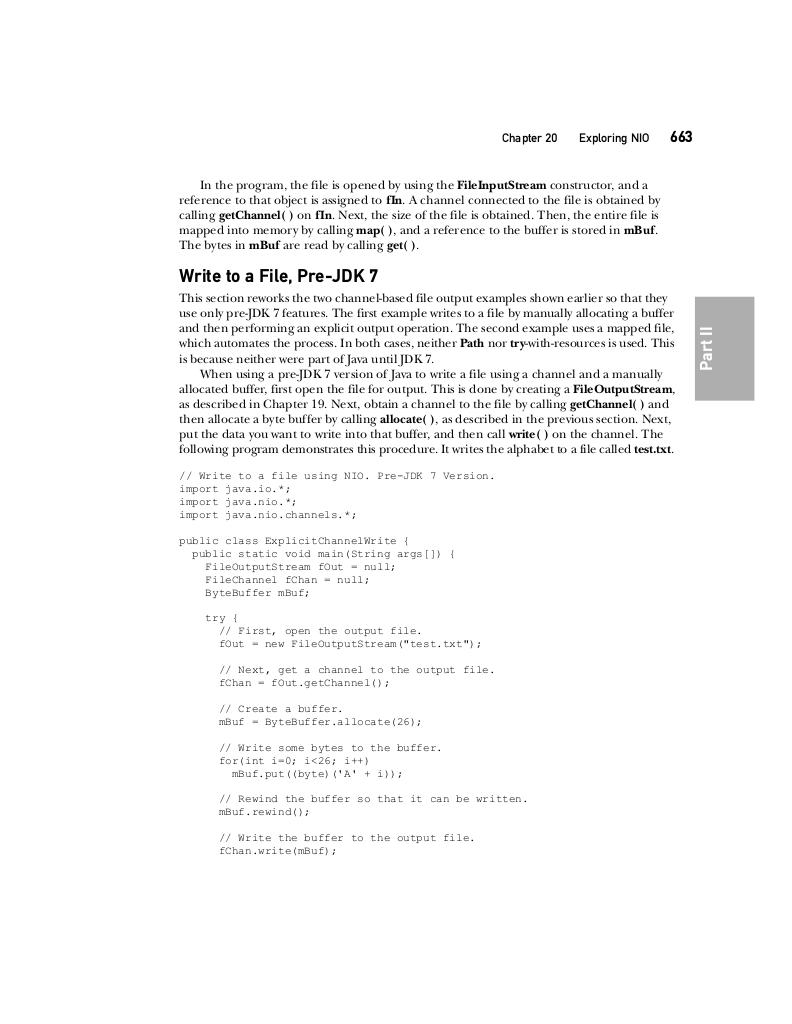 Chapter 20 Exploring NIO 663
In the program, the file is opened by using the FileInputStream constructor, and a
reference to that object is assigned to fIn. A channel connected to the file is obtained by
calling getChannel( ) on fIn. Next, the size of the file is obtained. Then, the entire file is
mapped into memory by calling map( ), and a reference to the buffer is stored in mBuf.
The bytes in mBuf are read by calling get( ).
Write to a File, Pre-JDK 7
This section reworks the two channel-based file output examples shown earlier so that they
use only pre-JDK 7 features. The first example writes to a file by manually allocating a buffer
and then performing an explicit output operation. The second example uses a mapped file,
which automates the process. In both cases, neither Path nor try-with-resources is used. This
is because neither were part of Java until JDK 7.
When using a pre-JDK 7 version of Java to write a file using a channel and a manually
allocated buffer, first open the file for output. This is done by creating a FileOutputStream,
as described in Chapter 19. Next, obtain a channel to the file by calling getChannel( ) and
then allocate a byte buffer by calling allocate( ), as described in the previous section. Next,
put the data you want to write into that buffer, and then call write( ) on the channel. The
following program demonstrates this procedure. It writes the alphabet to a file called test.txt.
Part II
// Write to a file using NIO. Pre-JDK 7 Version.
import java.io.*;
import java.nio.*;
import java.nio.channels.*;
public class ExplicitChannelWrite {
public static void main(String args[]) {
FileOutputStream fOut = null;
FileChannel fChan = null;
ByteBuffer mBuf;
try {
// First, open the output file.
fOut = new FileOutputStream("test.txt");
// Next, get a channel to the output file.
fChan = fOut.getChannel();
// Create a buffer.
mBuf = ByteBuffer.allocate(26);
// Write some bytes to the buffer.
for(int i=0; i<26; i++)
mBuf.put((byte)('A' + i));
// Rewind the buffer so that it can be written.
mBuf.rewind();
// Write the buffer to the output file.
fChan.write(mBuf);